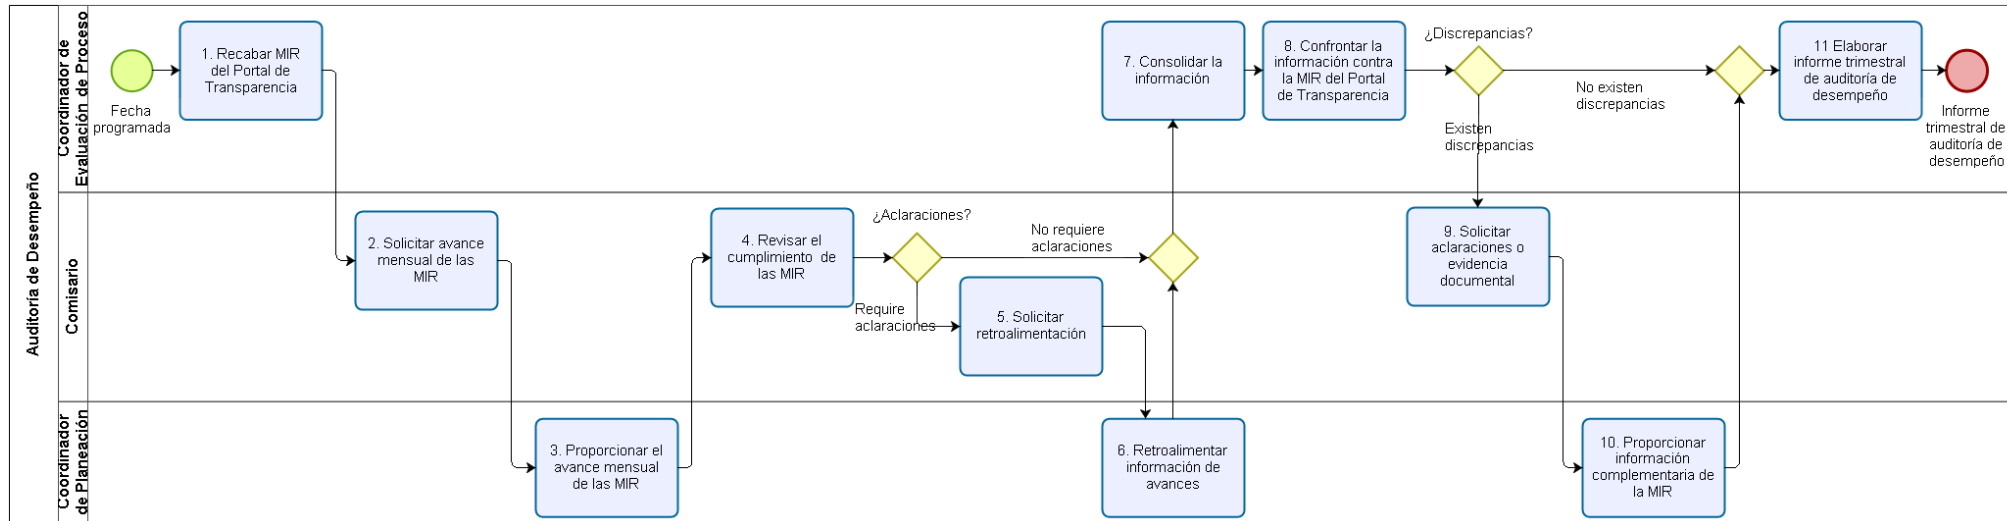 Auditoría de Desempeño
Coordinador de
Evaluación de Proceso
Fecha
programada
1. Recabar MIR
del Portal de
Transparencia
7. Consolidar la
información
8. Confrontar la
información contra
la MIR del Portal
de Transparencia
¿Discrepancias?
Existen
discrepancias
No existen
discrepancias
11 Elaborar
informe trimestral
de auditoría de
desempeño
Informe
trimestral de
auditoría de
desempeño
Comisario
2. Solicitar avance
mensual de las
MIR
4. Revisar el
cumplimiento de
las MIR
¿Aclaraciones?
No requiere
aclaraciones
Require
aclaraciones
5. Solicitar
retroalimentación
9. Solicitar
aclaraciones o
evidencia
documental
Coordinador
de Planeación
3. Proporcionar el
avance mensual
de las MIR
6. Retroalimentar
información de
avances
10. Proporcionar
información
complementaria de
la MIR